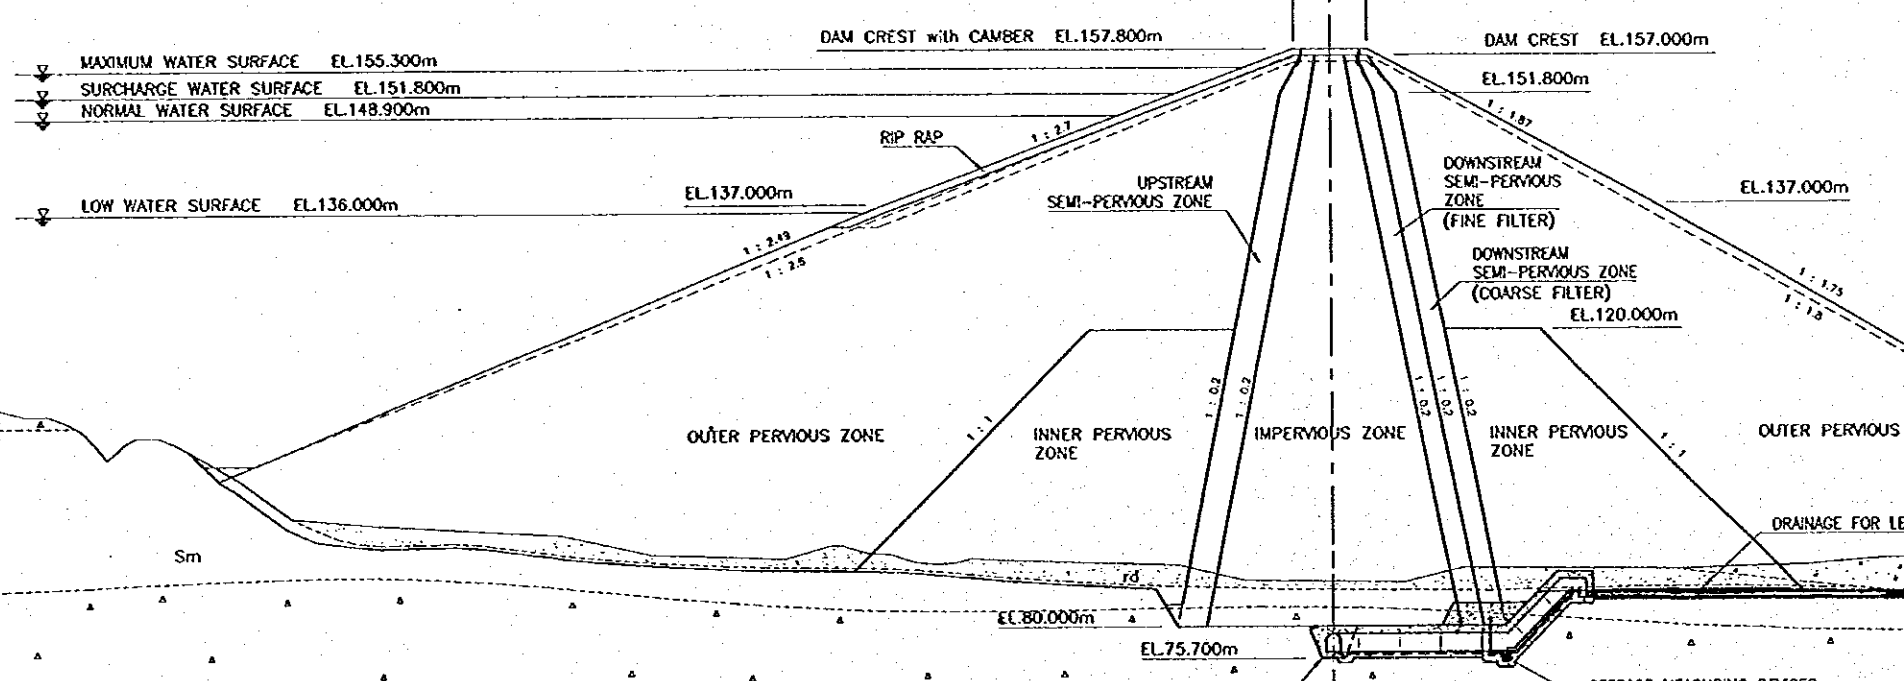 DAM CREST with CAMBER EL.157.800m
DAM CREST EL.157.000m
MAXIMUM WATER SURFACE EL.155.300m
SURCHARGE WATER SURFACE EL.151.800m
NORMAL WATER SURFACE EL.148.900m
EL.151.800m
1 : 2.7
1 : 1.87
RIP RAP
UPSTREAM
SEMI-PERVIOUS ZONE
DOWNSTREAM
SEMI-PERVIOUS
ZONE
(FINE FILTER)
EL.137.000m
EL.137.000m
LOW WATER SURFACE EL.136.000m
1 : 2.49
1 : 2.5
DOWNSTREAM
SEMI-PERVIOUS ZONE
(COARSE FILTER)
1 : 1.75
1 : 1.8
EL.120.000m
1 : 0.2
1 : 0.2
1 : 0.2
1 : 0.2
1 : 0.2
OUTER PERVIOUS ZONE
1 : 1
INNER PERVIOUS
ZONE
IMPERVIOUS ZONE
INNER PERVIOUS
ZONE
1 : 1
OUTER PERVIOUS
DRAINAGE FOR LE
Sm
rd
EL.80.000m
EL.75.700m